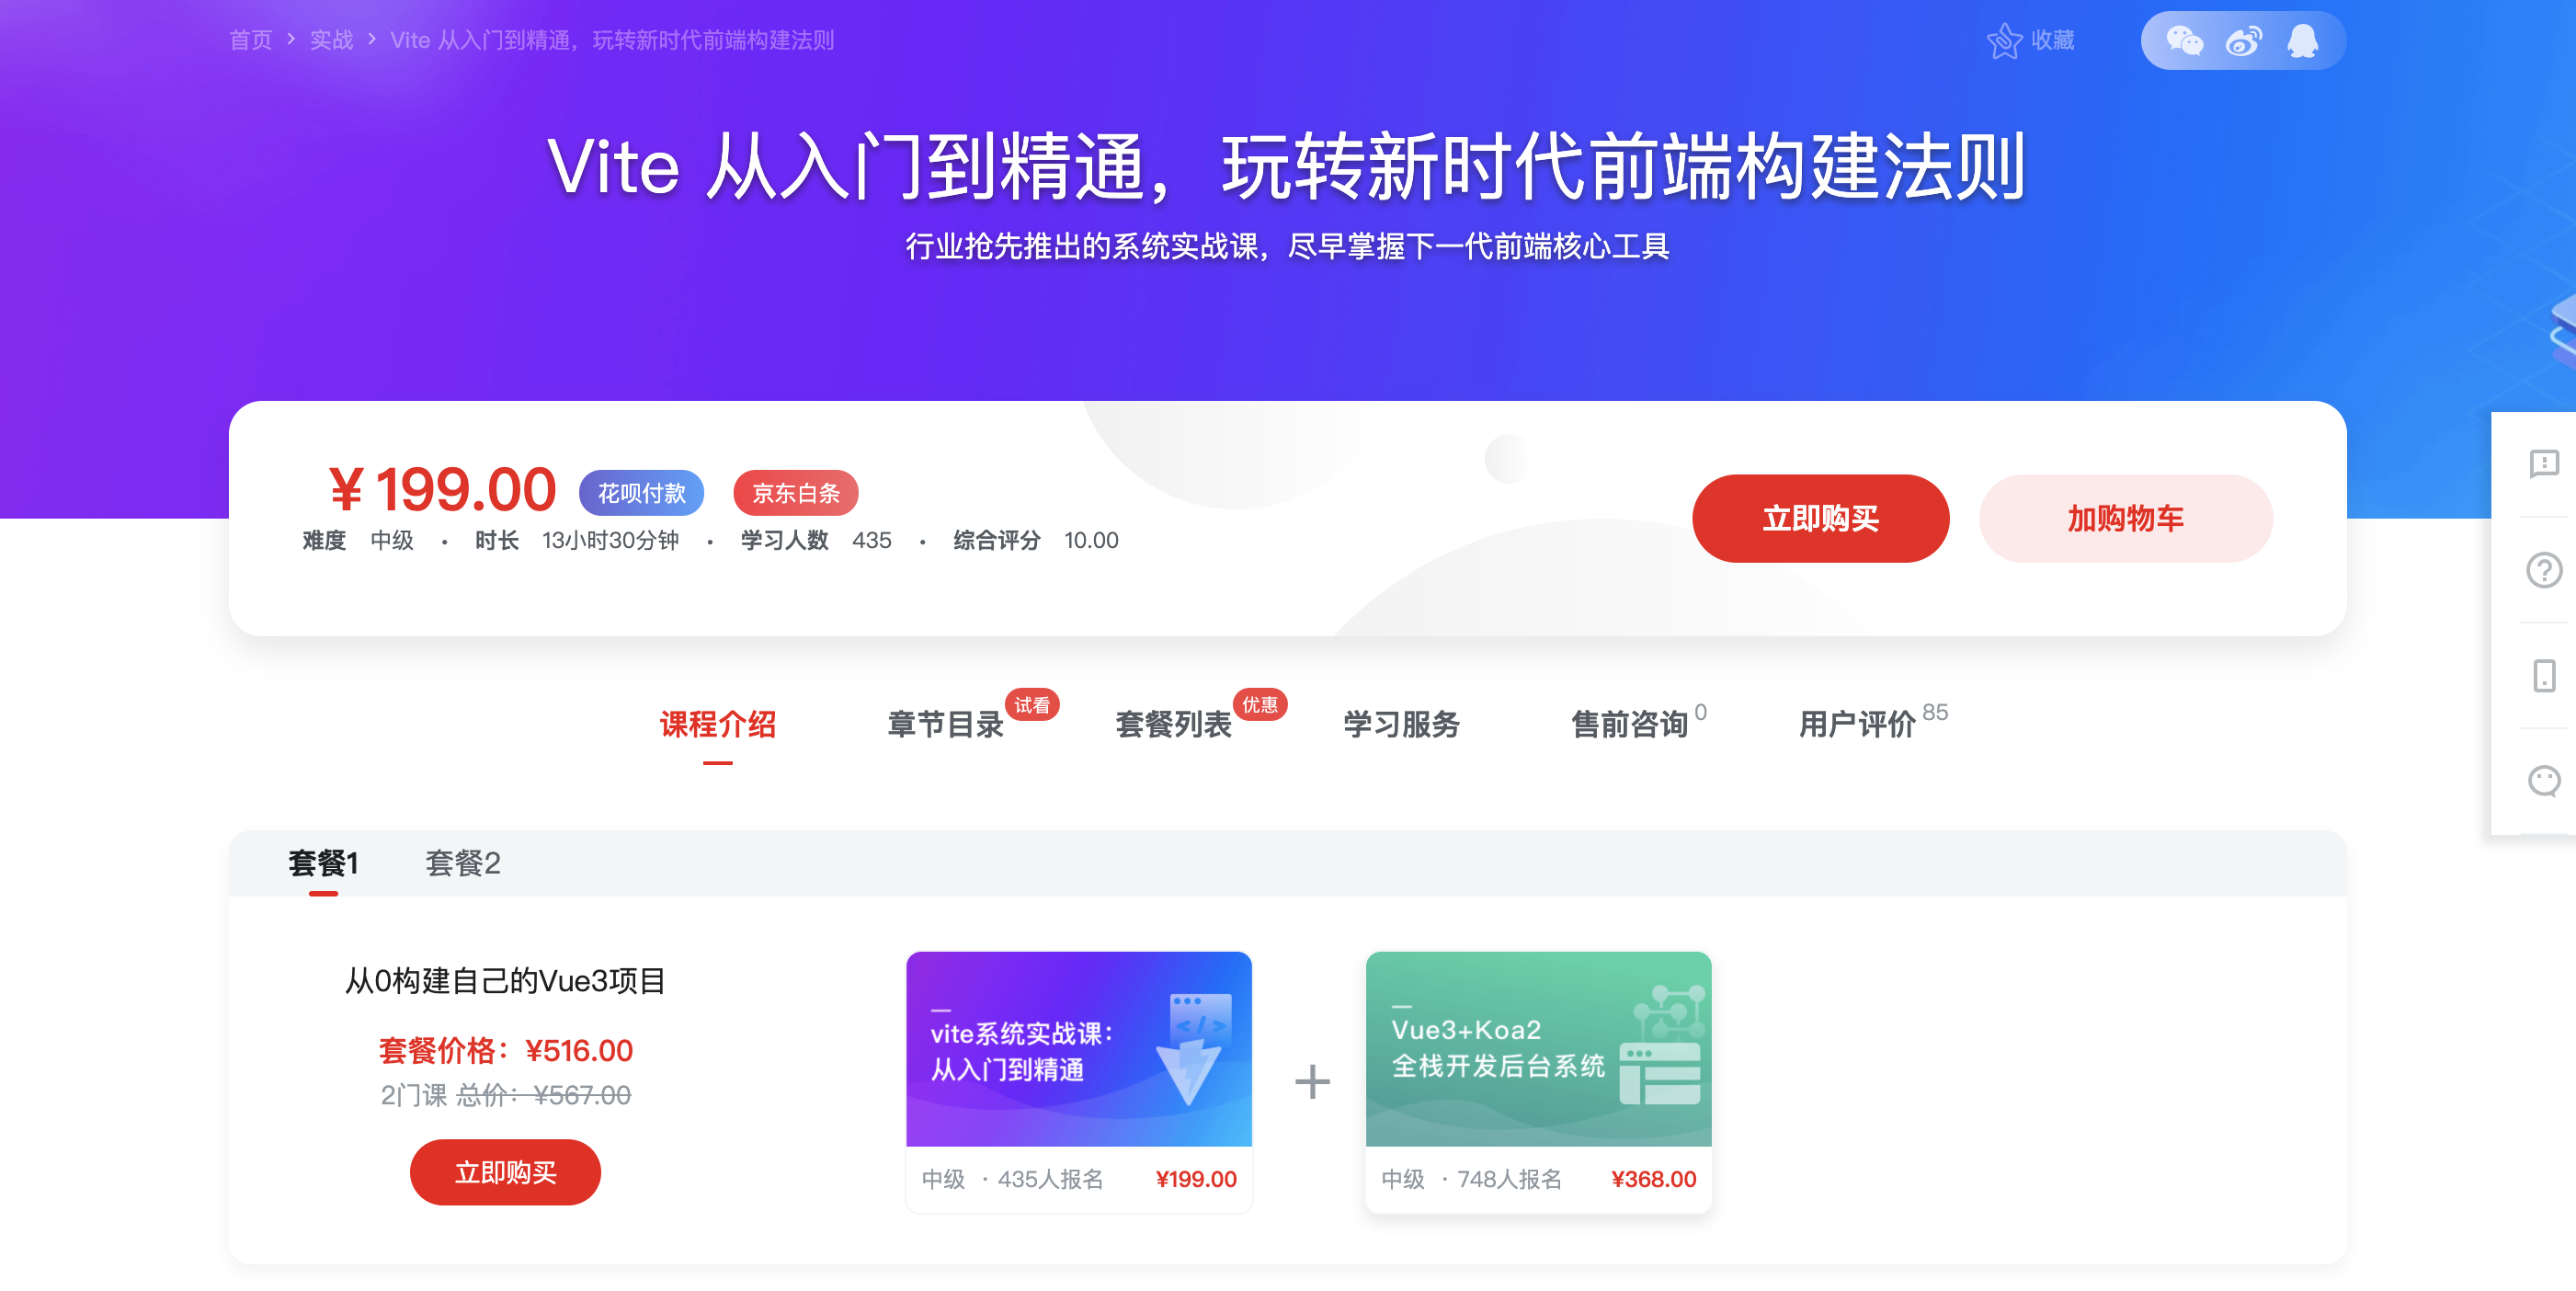 首页 > 实战 > Vite 从入门到精通，玩转新时代前端构建法则
收藏
Vite 从入门到精通，玩转新时代前端构建法则
行业抢先推出的系统实战课，尽早掌握下一代前端核心工具
¥ 199.00 花呗付款 京东白条
难度 中级 · 时长 13小时30分钟 · 学习人数 435 · 综合评分 10.00
立即购买 加购物车
课程介绍 章节目录 试看 套餐列表 优惠 学习服务 售前咨询 0 用户评价 85
套餐1 套餐2
从0构建自己的Vue3项目
套餐价格：¥516.00
2门课 总价：¥567.00
立即购买
vite系统实战课：
从入门到精通
中级 · 435人报名 ¥199.00
+
Vue3+Koa2
全栈开发后台系统
中级 · 748人报名 ¥368.00